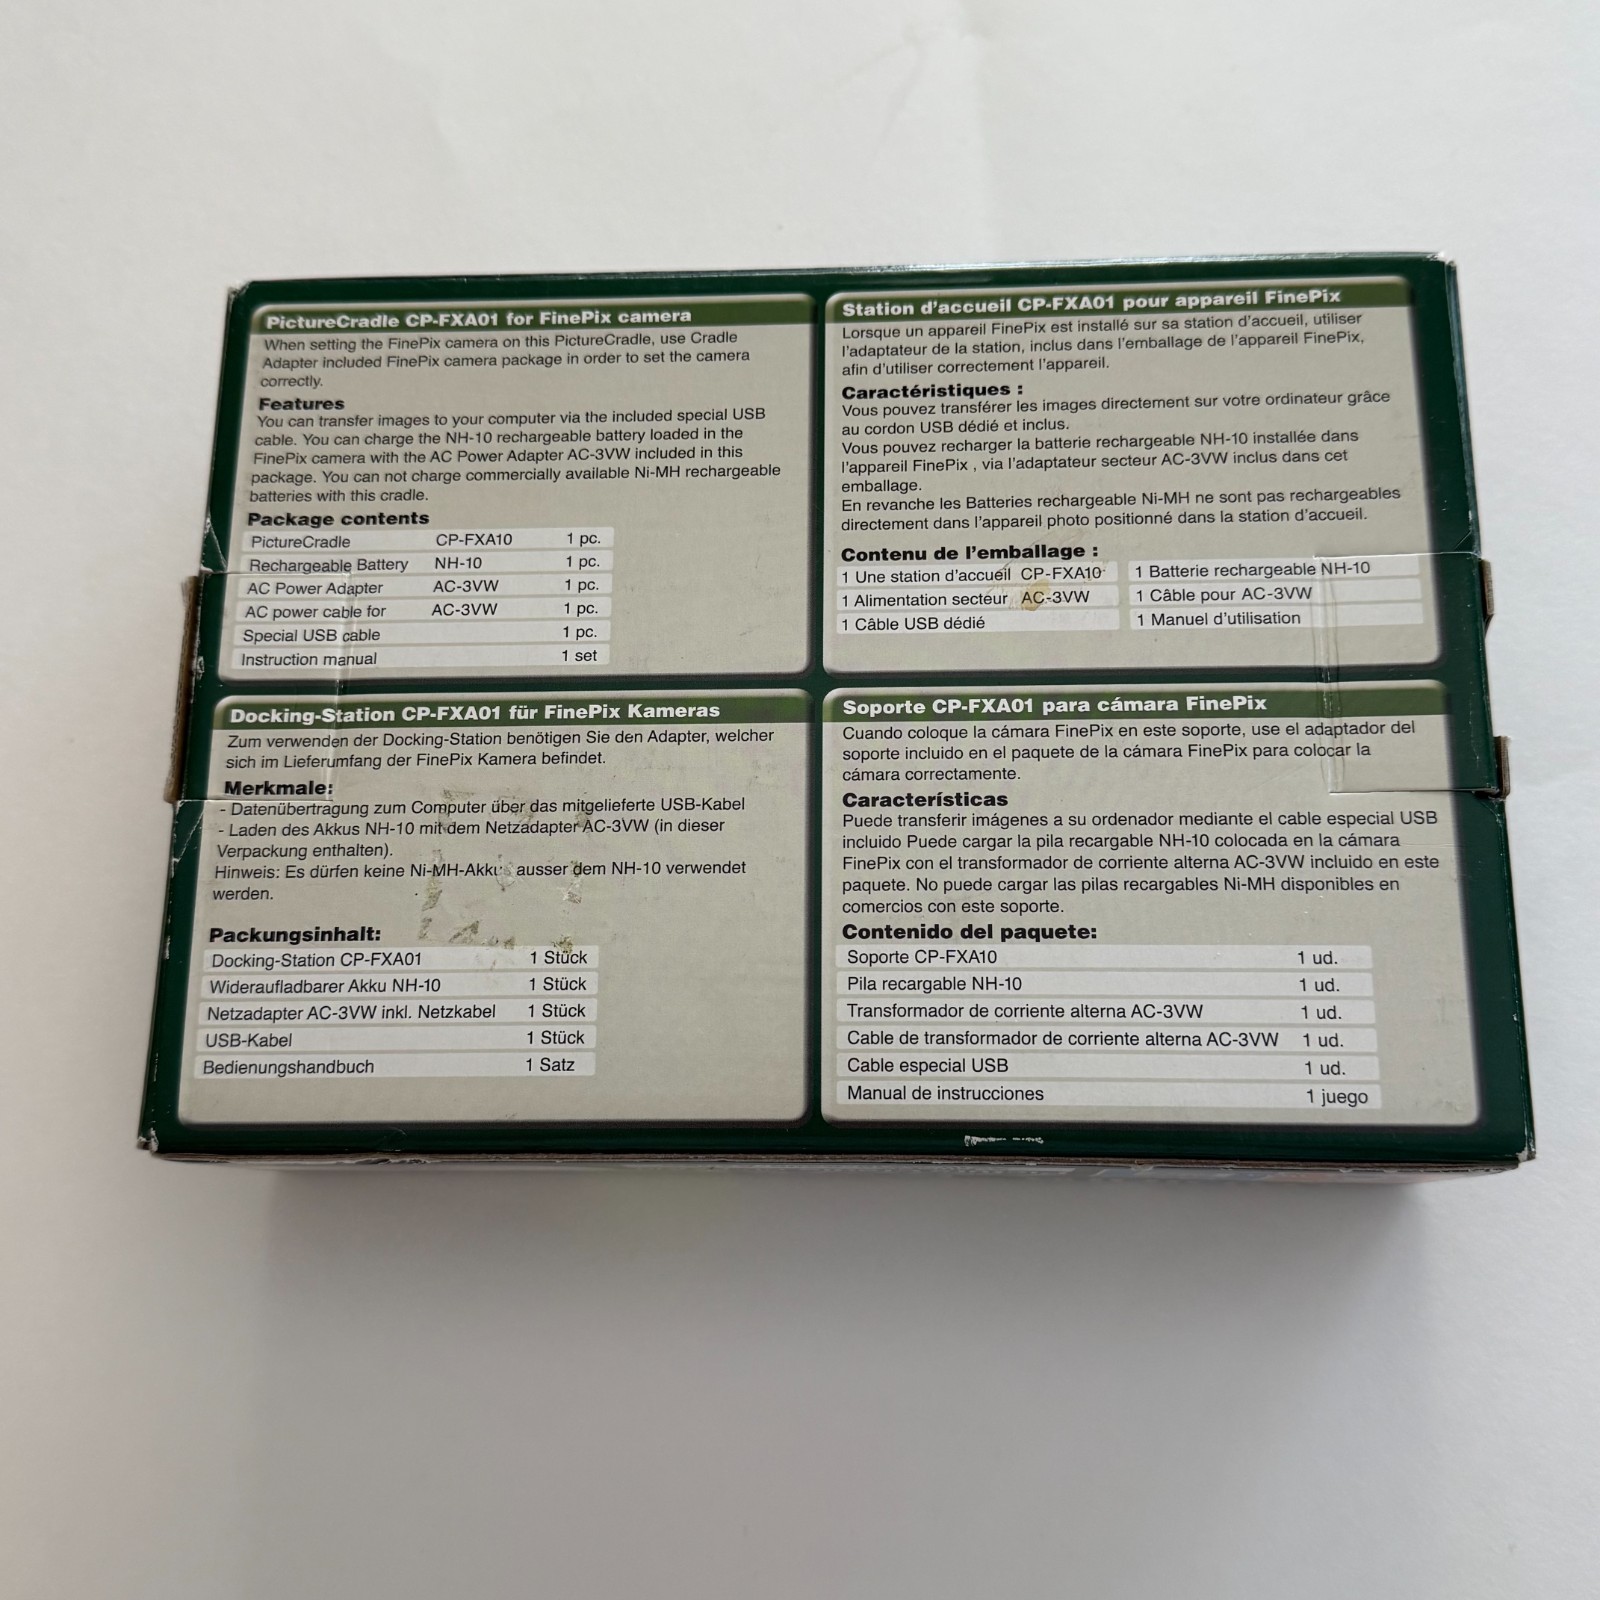 PictureCradle CP-FXA01 for FinePix camera
When setting the FinePix camera on this PictureCradle, use Cradle
Adapter included FinePix camera package in order to set the camera
correctly.
Features
You can transfer images to your computer via the included special USB
cable. You can charge the NH-10 rechargeable battery loaded in the
FinePix camera with the AC Power Adapter AC-3VW included in this
package. You can not charge commercially available Ni-MH rechargeable
batteries with this cradle.
Package contents
PictureCradle CP-FXA10 1 pc.
Rechargeable Battery NH-10 1 pc.
AC Power Adapter AC-3VW 1 pc.
AC power cable for AC-3VW 1 pc.
Special USB cable 1 pc.
Instruction manual 1 set
Station d'accueil CP-FXA01 pour appareil FinePix
Lorsque un appareil FinePix est installé sur sa station d'accueil, utiliser
l'adaptateur de la station, inclus dans l'emballage de l'appareil FinePix,
afin d'utiliser correctement l'appareil.
Caractéristiques :
Vous pouvez transférer les images directement sur votre ordinateur grâce
au cordon USB dédié et inclus.
Vous pouvez recharger la batterie rechargeable NH-10 installée dans
l'appareil FinePix , via l'adaptateur secteur AC-3VW inclus dans cet
emballage.
En revanche les Batteries rechargeable Ni-MH ne sont pas rechargeables
directement dans l'appareil photo positionné dans la station d'accueil.
Contenu de l'emballage :
1 Une station d'accueil CP-FXA10 1 Batterie rechargeable NH-10
1 Alimentation secteur AC-3VW 1 Câble pour AC-3VW
1 Câble USB dédié 1 Manuel d'utilisation
Docking-Station CP-FXA01 für FinePix Kameras
Zum verwenden der Docking-Station benötigen Sie den Adapter, welcher
sich im Lieferumfang der FinePix Kamera befindet.
Merkmale:
- Datenübertragung zum Computer über das mitgelieferte USB-Kabel
- Laden des Akkus NH-10 mit dem Netzadapter AC-3VW (in dieser
Verpackung enthalten).
Hinweis: Es dürfen keine Ni-MH-Akkus ausser dem NH-10 verwendet
werden.
Packungsinhalt:
Docking-Station CP-FXA01 1 Stück
Wideraufladbarer Akku NH-10 1 Stück
Netzadapter AC-3VW inkl. Netzkabel 1 Stück
USB-Kabel 1 Stück
Bedienungshandbuch 1 Satz
Soporte CP-FXA01 para cámara FinePix
Cuando coloque la cámara FinePix en este soporte, use el adaptador del
soporte incluido en el paquete de la cámara FinePix para colocar la
cámara correctamente.
Características
Puede transferir imágenes a su ordenador mediante el cable especial USB
incluido Puede cargar la pila recargable NH-10 colocada en la cámara
FinePix con el transformador de corriente alterna AC-3VW incluido en este
paquete. No puede cargar las pilas recargables Ni-MH disponibles en
comercios con este soporte.
Contenido del paquete:
Soporte CP-FXA10 1 ud.
Pila recargable NH-10 1 ud.
Transformador de corriente alterna AC-3VW 1 ud.
Cable de transformador de corriente alterna AC-3VW 1 ud.
Cable especial USB 1 ud.
Manual de instrucciones 1 juego